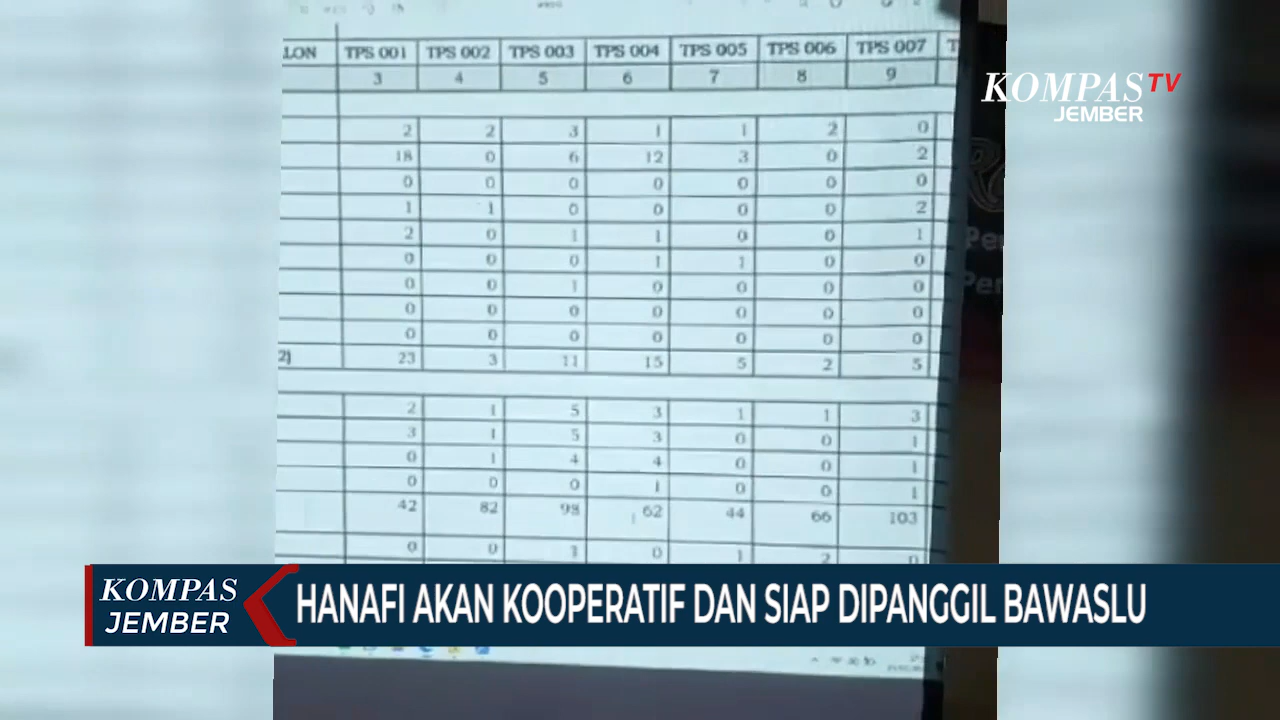 LON TPS 001 TPS 002 TPS 003 TPS 004 TPS 005 TPS 006 TPS 007
3 4 5 6 7 8 9
KOMPAS TV
JEMBER
2 2 3 1 1 2 0
18 0 6 12 3 0 2
0 0 0 0 0 0 0
1 1 0 0 0 0 2
2 0 1 1 0 0 1
0 0 0 1 1 0 0
0 0 1 0 0 0 0
0 0 0 0 0 0 0
0 0 0 0 0 0 0
2) 23 3 11 15 5 2 5
2 1 5 3 1 1 3
3 1 5 3 0 0 1
0 1 4 4 0 0 1
0 0 0 1 0 0 1
42 82 98 62 44 66 103
0 0 1 0 1 2 0
KOMPAS
JEMBER
HANAFI AKAN KOOPERATIF DAN SIAP DIPANGGIL BAWASLU